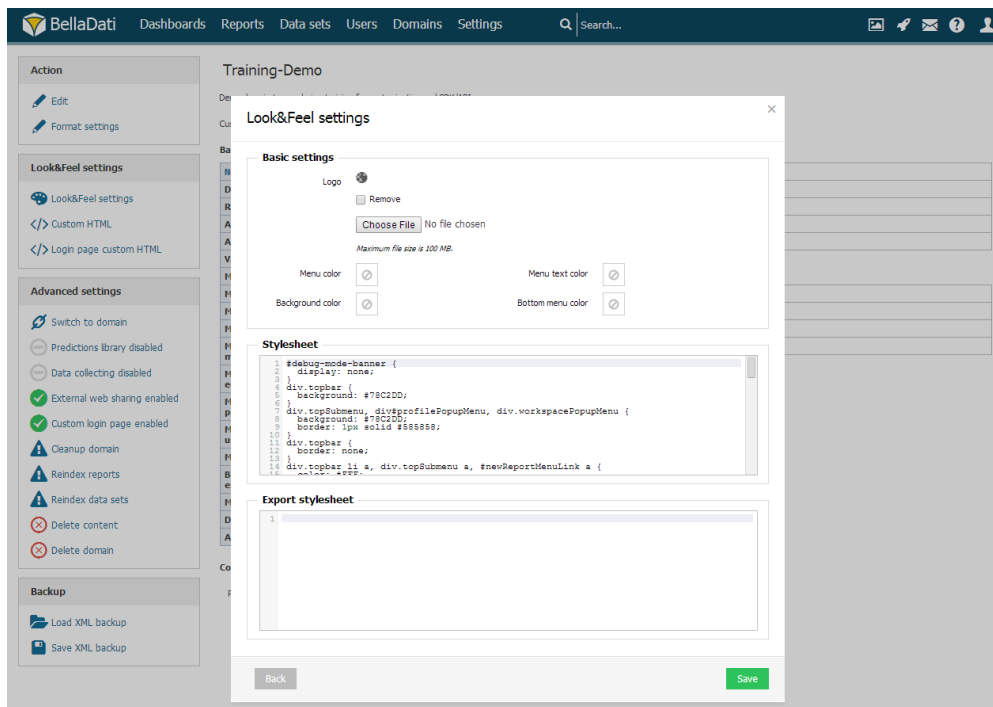 BellaDati Dashboards Reports Data sets Users Domains Settings Search...
Action
Edit
Format settings
Look&Feel settings
Look&Feel settings
</> Custom HTML
</> Login page custom HTML
Advanced settings
Switch to domain
Predictions library disabled
Data collecting disabled
External web sharing enabled
Custom login page enabled
Cleanup domain
Reindex reports
Reindex data sets
Delete content
Delete domain
Backup
Load XML backup
Save XML backup
Training-Demo
Look&Feel settings ×
Basic settings
Logo
Remove
Choose File No file chosen
Maximum file size is 100 MB.
Menu color Menu text color
Background color Bottom menu color
Stylesheet
1 #debug-mode-banner {
2 display: none;
3 }
4 div.topbar {
5 background: #78C2DD;
6 }
7 div.topSubmenu, div#profilePopupMenu, div.workspacePopupMenu {
8 background: #78C2DD;
9 border: 1px solid #585858;
10 }
11 div.topbar {
12 border: none;
13 }
14 div.topbar li a, div.topSubmenu a, #newReportMenuLink a {
15 color: #FFF;
Export stylesheet
1
Back Save